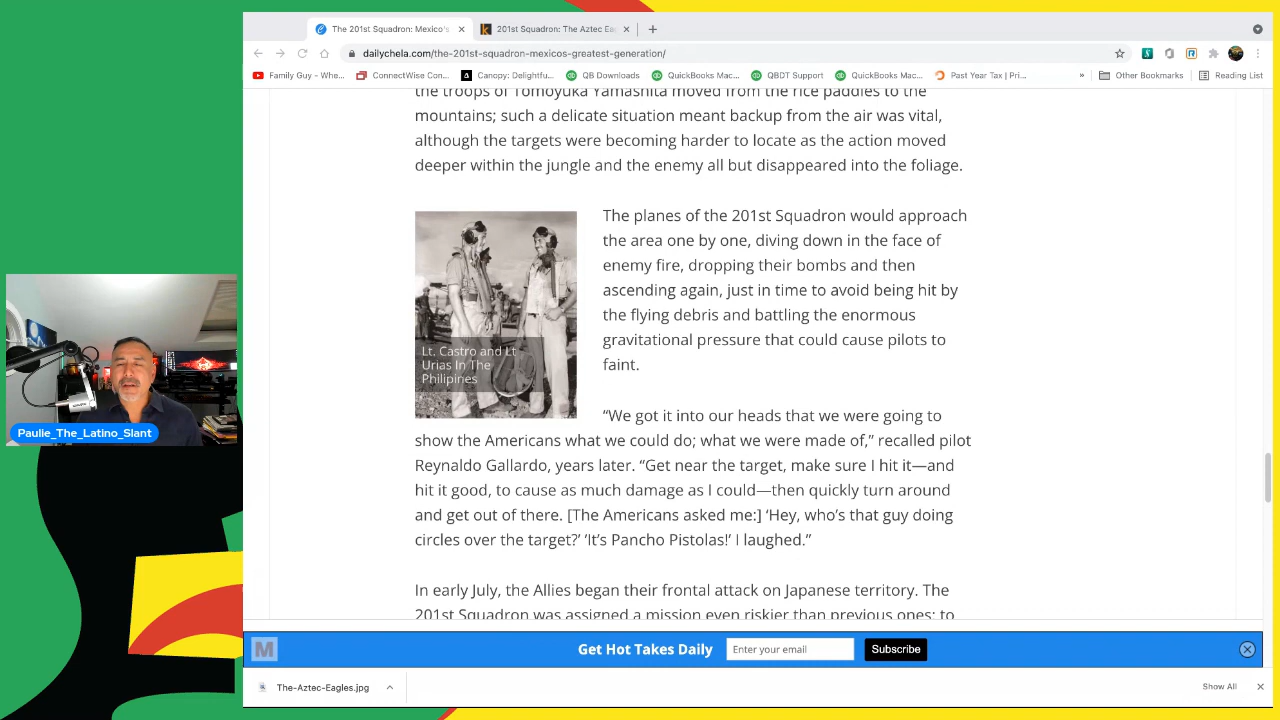 The 201st Squadron: Mexico's
201st Squadron: The Aztec Ea
dailychela.com/the-201st-squadron-mexicos-greatest-generation/
Family Guy - Whe...
ConnectWise Con...
Canopy: Delightfu...
QB Downloads
QuickBooks Mac...
QBDT Support
QuickBooks Mac...
Past Year Tax | Pri...
»
Other Bookmarks
Reading List
the troops of Tomoyuka Yamashita moved from the rice paddies to the
mountains; such a delicate situation meant backup from the air was vital,
although the targets were becoming harder to locate as the action moved
deeper within the jungle and the enemy all but disappeared into the foliage.
The planes of the 201st Squadron would approach
the area one by one, diving down in the face of
enemy fire, dropping their bombs and then
ascending again, just in time to avoid being hit by
the flying debris and battling the enormous
gravitational pressure that could cause pilots to
faint.
Lt. Castro and Lt
Urias In The
Philipines
“We got it into our heads that we were going to
show the Americans what we could do; what we were made of,” recalled pilot
Reynaldo Gallardo, years later. “Get near the target, make sure I hit it—and
hit it good, to cause as much damage as I could—then quickly turn around
and get out of there. [The Americans asked me:] ‘Hey, who’s that guy doing
circles over the target?’ ‘It’s Pancho Pistolas!’ I laughed.”
In early July, the Allies began their frontal attack on Japanese territory. The
201st Squadron was assigned a mission even riskier than previous ones: to
Paulie_The_Latino_Slant
M
Get Hot Takes Daily
Enter your email
Subscribe
The-Aztec-Eagles.jpg
Show All